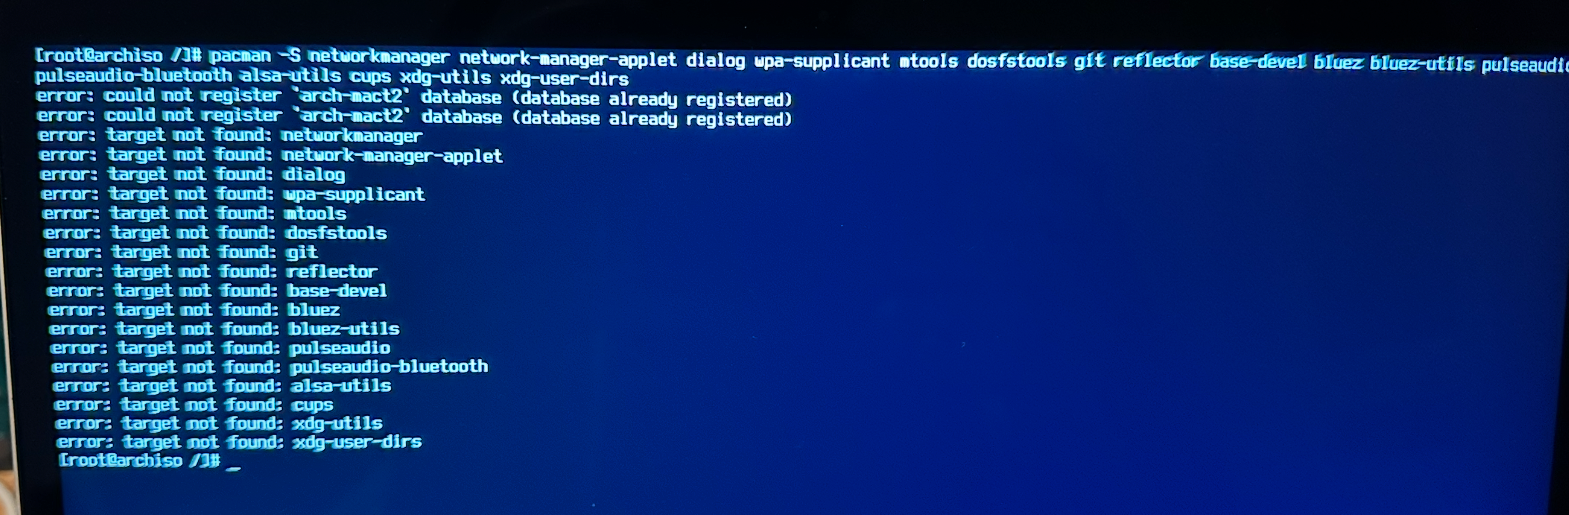 [root@archiso /]# pacman -S networkmanager network-manager-applet dialog wpa-supplicant mtools dosfstools git reflector base-devel bluez bluez-utils pulseaudio
pulseaudio-bluetooth alsa-utils cups xdg-utils xdg-user-dirs
error: could not register 'arch-mact2' database (database already registered)
error: could not register 'arch-mact2' database (database already registered)
error: target not found: networkmanager
error: target not found: network-manager-applet
error: target not found: dialog
error: target not found: wpa-supplicant
error: target not found: mtools
error: target not found: dosfstools
error: target not found: git
error: target not found: reflector
error: target not found: base-devel
error: target not found: bluez
error: target not found: bluez-utils
error: target not found: pulseaudio
error: target not found: pulseaudio-bluetooth
error: target not found: alsa-utils
error: target not found: cups
error: target not found: xdg-utils
error: target not found: xdg-user-dirs
[root@archiso /]# _